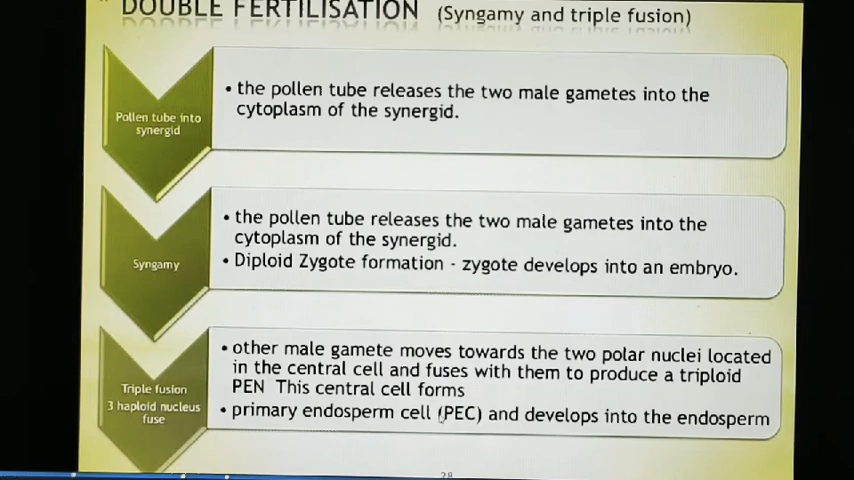 DOUBLE FERTILISATION (Syngamy and triple fusion)
Pollen tube into
synergid
• the pollen tube releases the two male gametes into the
cytoplasm of the synergid.
Syngamy
• the pollen tube releases the two male gametes into the
cytoplasm of the synergid.
• Diploid Zygote formation - zygote develops into an embryo.
Triple fusion
3 haploid nucleus
fuse
• other male gamete moves towards the two polar nuclei located
in the central cell and fuses with them to produce a triploid
PEN This central cell forms
• primary endosperm cell (PEC) and develops into the endosperm
28